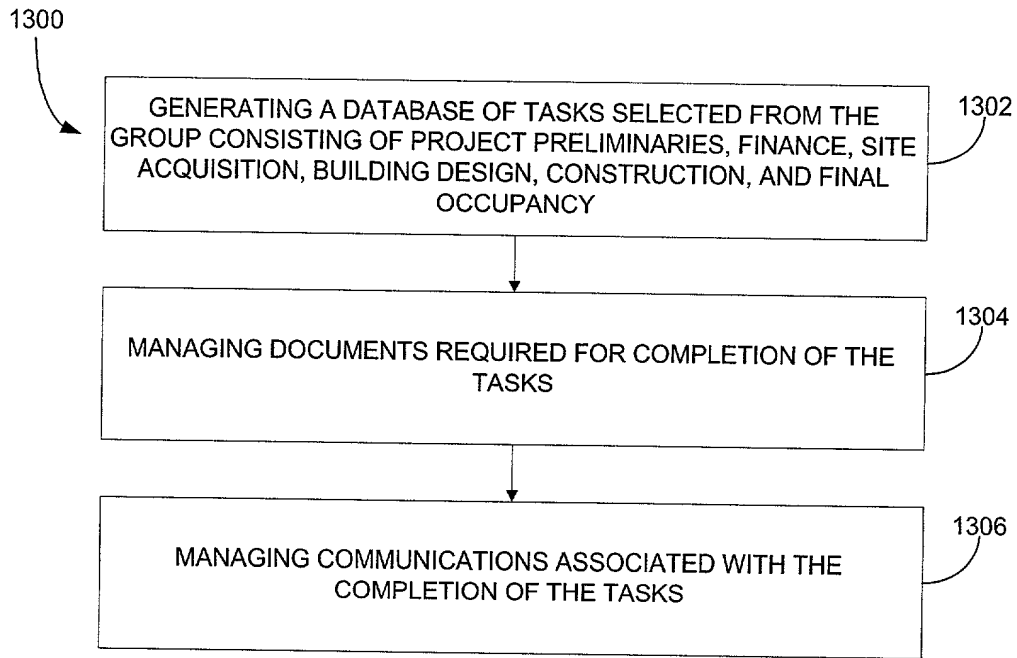 1300
GENERATING A DATABASE OF TASKS SELECTED FROM THE
GROUP CONSISTING OF PROJECT PRELIMINARIES, FINANCE, SITE
ACQUISITION, BUILDING DESIGN, CONSTRUCTION, AND FINAL
OCCUPANCY
1302
MANAGING DOCUMENTS REQUIRED FOR COMPLETION OF THE
TASKS
1304
MANAGING COMMUNICATIONS ASSOCIATED WITH THE
COMPLETION OF THE TASKS
1306